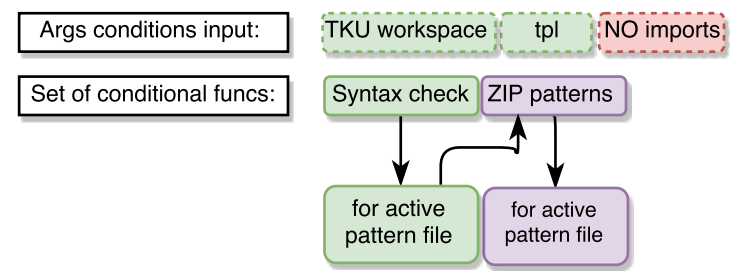 Args conditions input:
TKU workspace
tpl
NO imports
Set of conditional funcs:
Syntax check
ZIP patterns
for active
pattern file
for active
pattern file